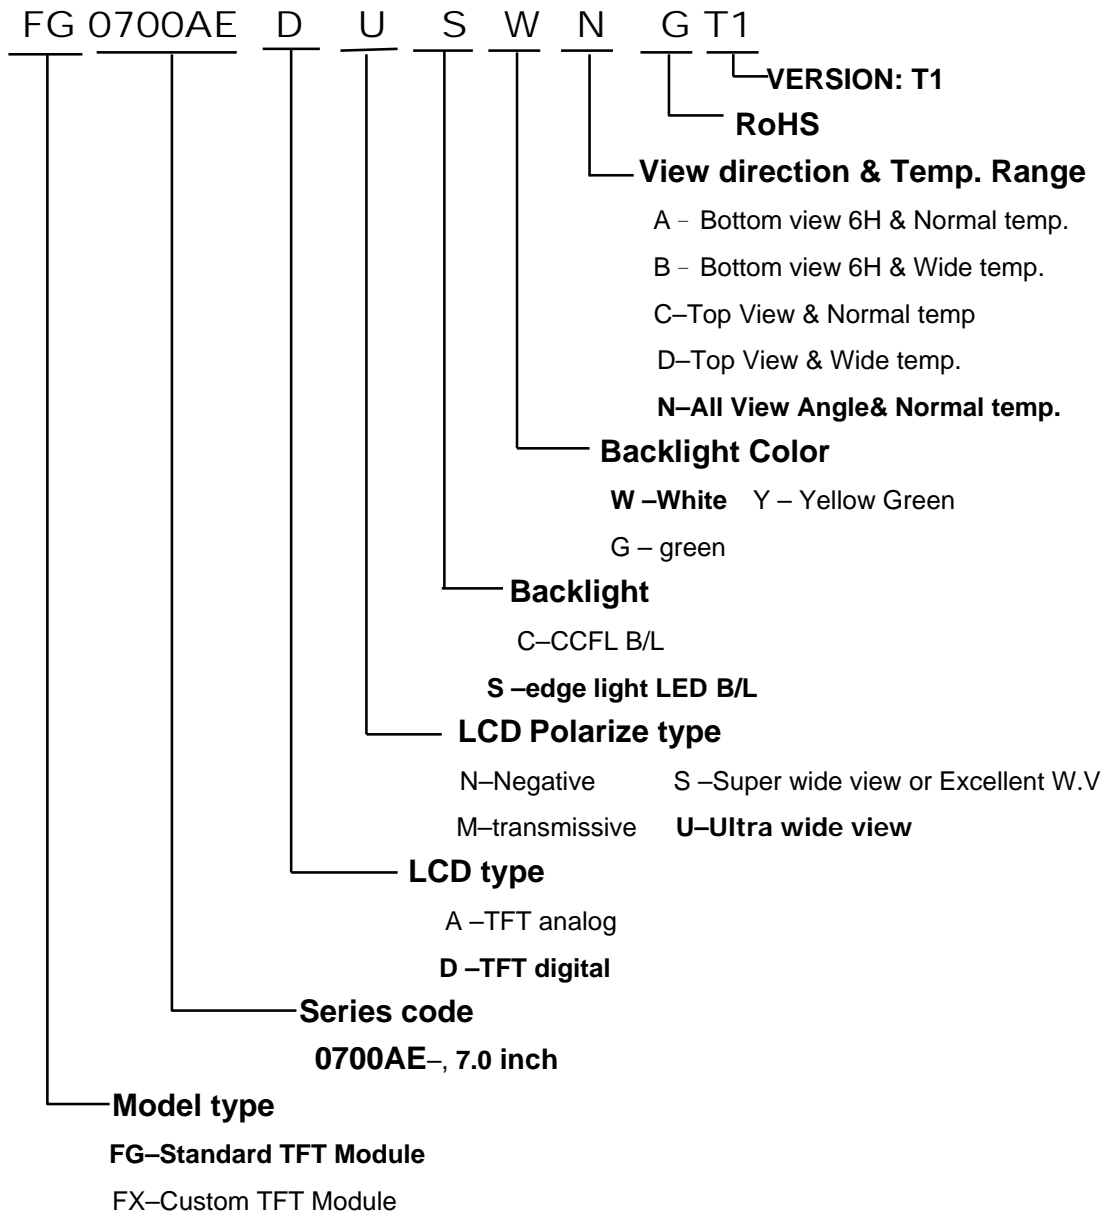 FG 0700AE D U S W N G T1
VERSION: T1
RoHS
View direction & Temp. Range
A – Bottom view 6H & Normal temp.
B – Bottom view 6H & Wide temp.
C–Top View & Normal temp
D–Top View & Wide temp.
N–All View Angle& Normal temp.
Backlight Color
W –White Y – Yellow Green
G – green
Backlight
C–CCFL B/L
S –edge light LED B/L
LCD Polarize type
N–Negative S –Super wide view or Excellent W.V
M–transmissive U–Ultra wide view
LCD type
A –TFT analog
D –TFT digital
Series code
0700AE–, 7.0 inch
Model type
FG–Standard TFT Module
FX–Custom TFT Module